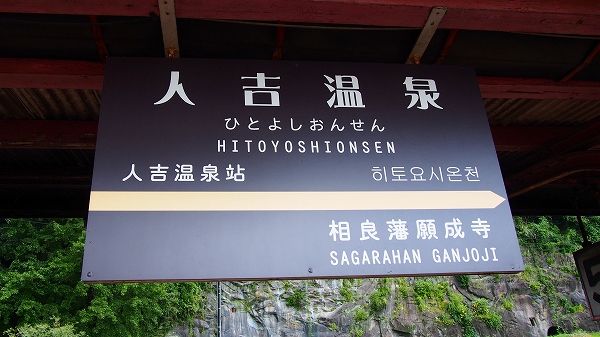 人吉温泉
ひとよしおんせん
HITOYOSHIONSEN
人吉温泉站 히토요시온천
相良藩願成寺
SAGARAHAN GANJOJI